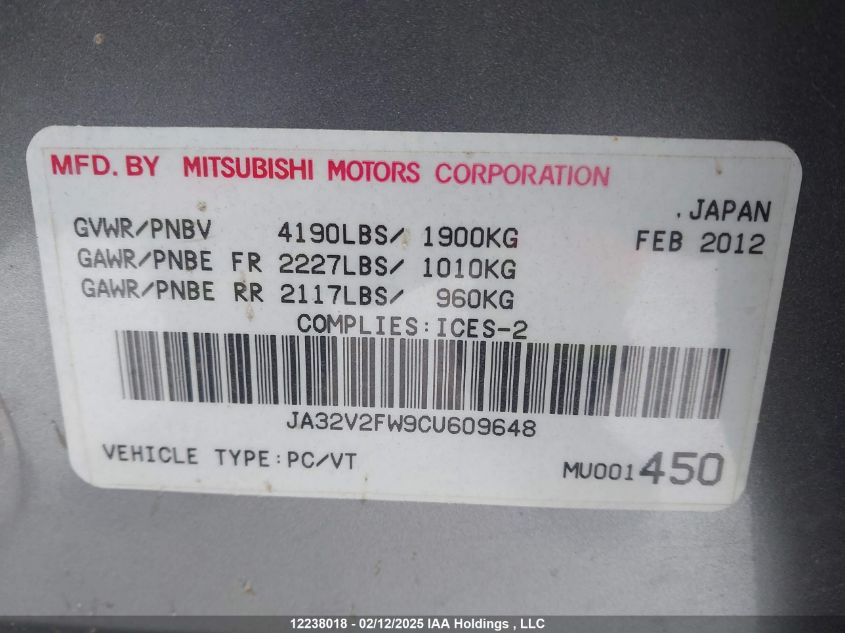 MFD. BY MITSUBISHI MOTORS CORPORATION
.JAPAN
GVWR/PNBV 4190LBS/ 1900KG FEB 2012
GAWR/PNBE FR 2227LBS/ 1010KG
GAWR/PNBE RR 2117LBS/ 960KG
COMPLIES:ICES-2
JA32V2FW9CU609648
VEHICLE TYPE:PC/VT MU001450
12238018 - 02/12/2025 IAA Holdings , LLC